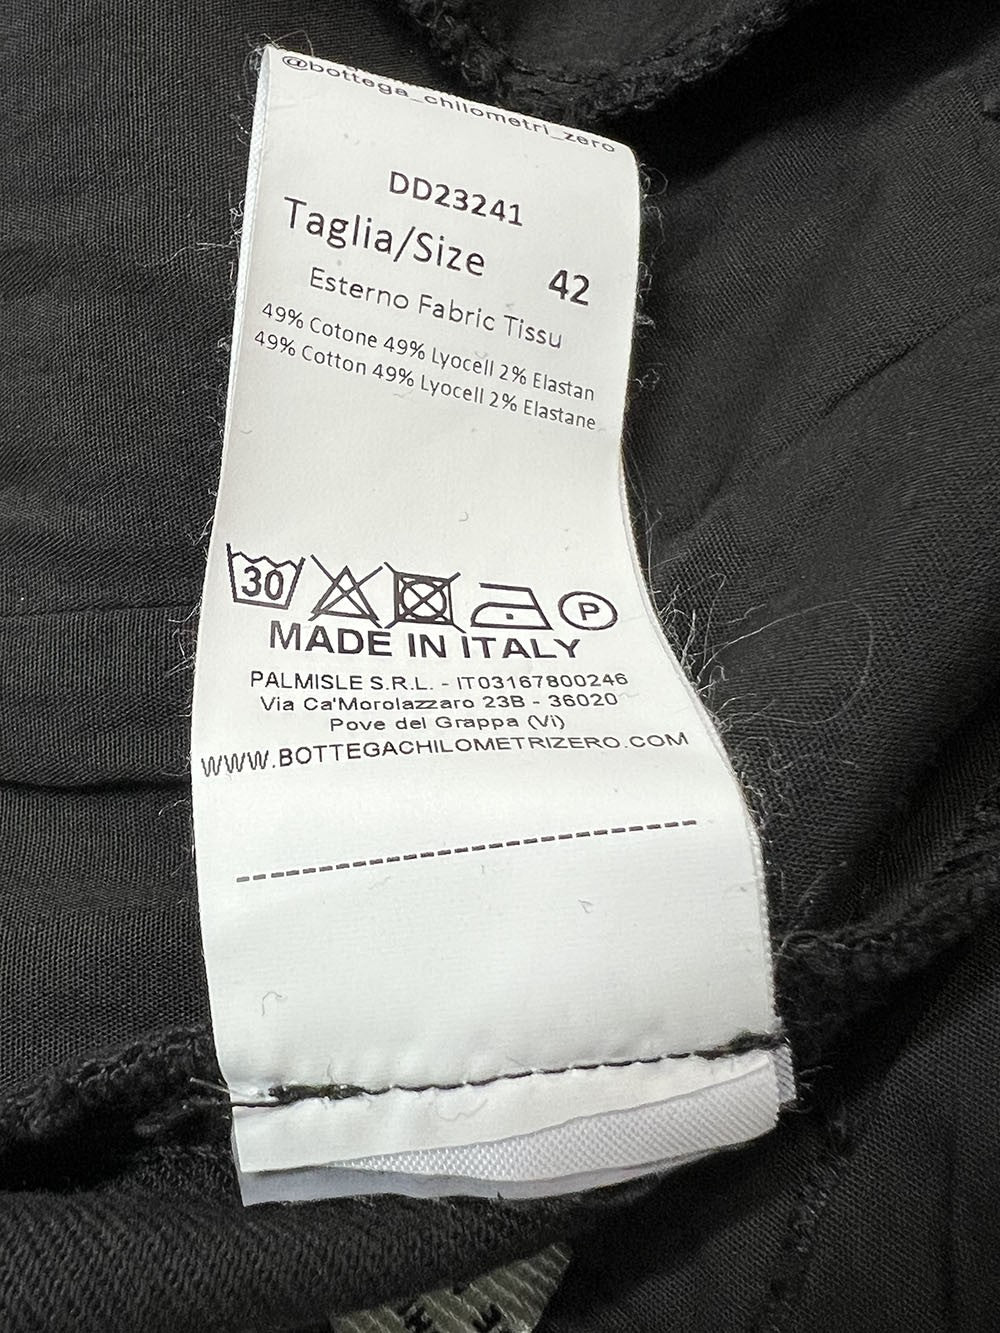 @bottega_chilometri_zero
DD23241
Taglia/Size 42
Esterno Fabric Tissu
49% Cotone 49% Lyocell 2% Elastan
49% Cotton 49% Lyocell 2% Elastane
30 P
MADE IN ITALY
PALMISLE S.R.L. - IT03167800246
Via Ca'Morolazzaro 23B - 36020
Pove del Grappa (Vi)
WWW.BOTTEGACHILOMETRIZERO.COM